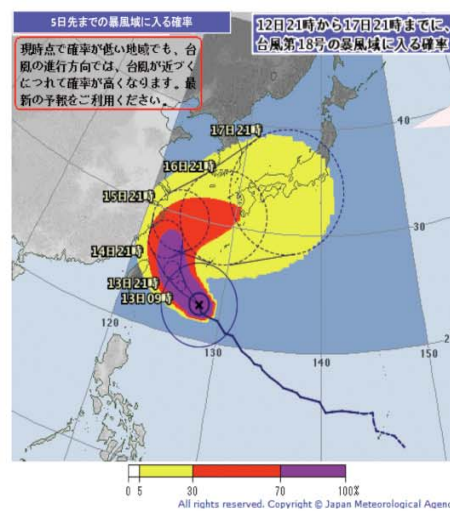 5日先までの暴風域に入る確率
12日21時から17日21時までに、
台風第18号の暴風域に入る確率
現時点で確率が低い地域でも、台
風の進行方向では、台風が近づく
につれて確率が高くなります。最
新の予報をご利用ください。
17日21時
40
16日21時
15日21時
30
14日21時
13日21時
13日09時
120
130
140
150
2
0 5 30 70 100%
All rights reserved. Copyright © Japan Meteorological Agenc